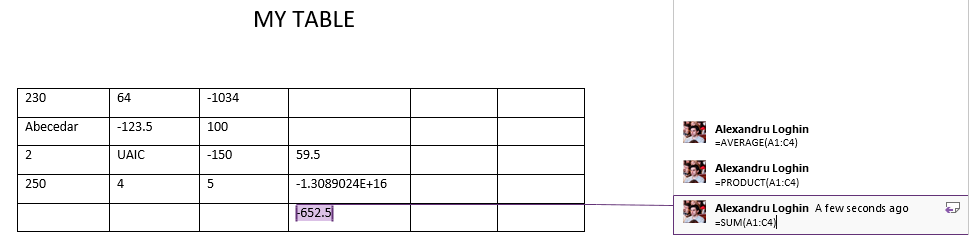 MY TABLE
230 64 -1034
Abecedar -123.5 100
2 UAIC -150 59.5
250 4 5 -1.3089024E+16
-652.5
Alexandru Loghin
=AVERAGE(A1:C4)
Alexandru Loghin
=PRODUCT(A1:C4)
Alexandru Loghin A few seconds ago
=SUM(A1:C4)